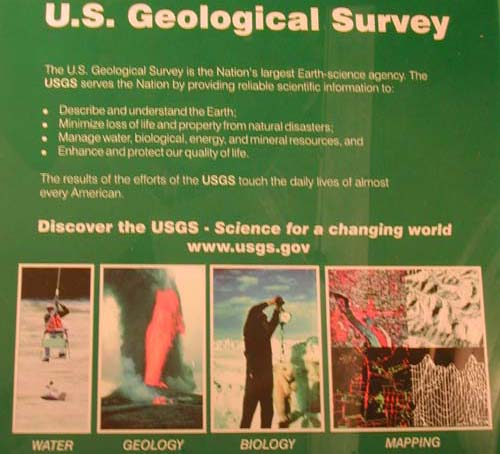 U.S. Geological Survey
The U.S. Geological Survey is the Nation's largest Earth-science agency. The
USGS serves the Nation by providing reliable scientific information to:
• Describe and understand the Earth;
• Minimize loss of life and property from natural disasters;
• Manage water, biological, energy, and mineral resources, and
• Enhance and protect our quality of life.
The results of the efforts of the USGS touch the daily lives of almost
every American.
Discover the USGS - Science for a changing world
www.usgs.gov
WATER GEOLOGY BIOLOGY MAPPING